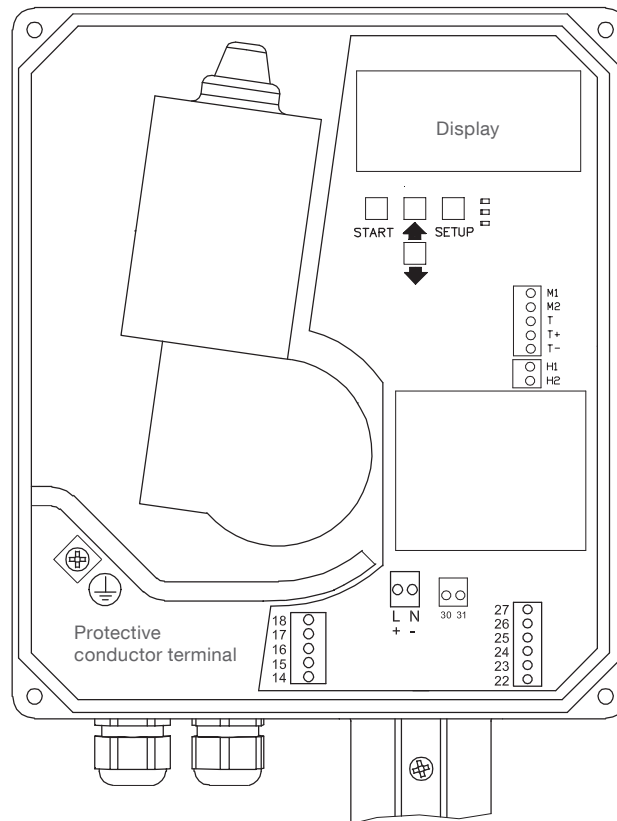 Display
START
SETUP
M1
M2
T
T+
T-
H1
H2
L N
+ -
30 31
18
17
16
15
14
27
26
25
24
23
22
Protective
conductor terminal